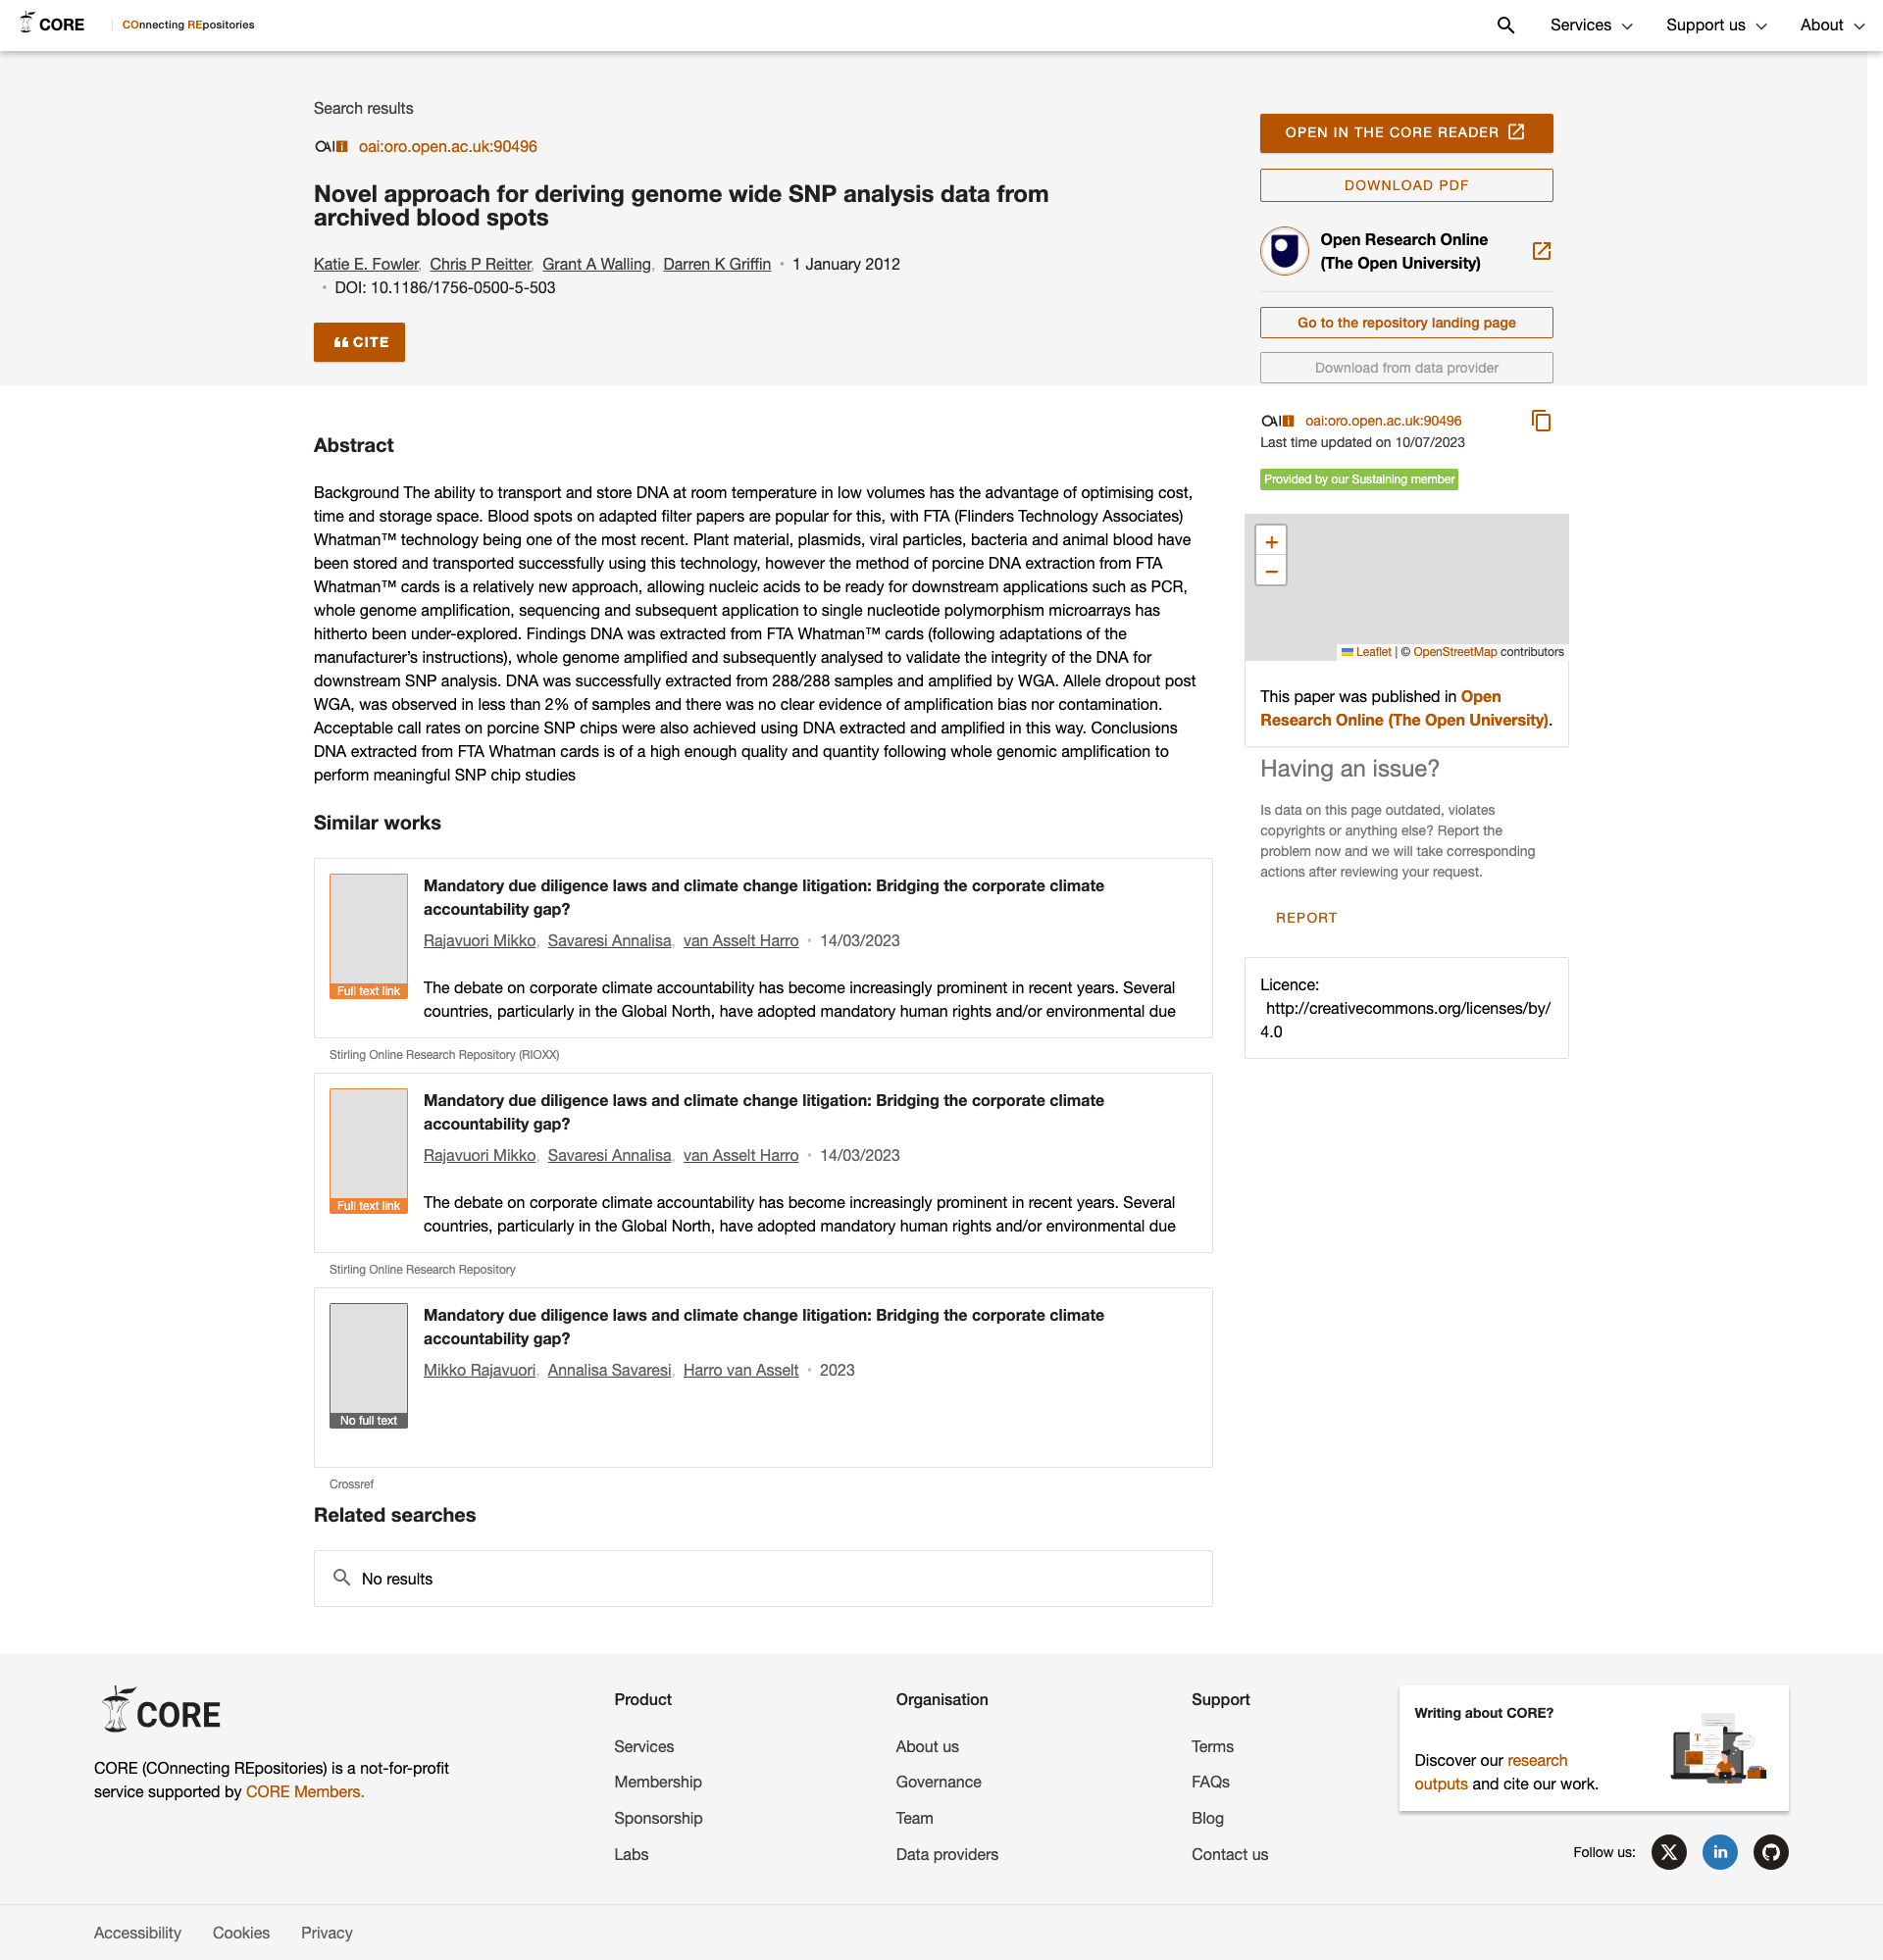 CORE
COnnecting REpositories
Services
Support us
About
Search results
OAI oai:oro.open.ac.uk:90496
Novel approach for deriving genome wide SNP analysis data from
archived blood spots
Katie E. Fowler, Chris P Reitter, Grant A Walling, Darren K Griffin • 1 January 2012
• DOI: 10.1186/1756-0500-5-503
CITE
OPEN IN THE CORE READER
DOWNLOAD PDF
Open Research Online
(The Open University)
Go to the repository landing page
Download from data provider
OAI oai:oro.open.ac.uk:90496
Last time updated on 10/07/2023
Provided by our Sustaining member
+
−
Leaflet | © OpenStreetMap contributors
This paper was published in Open
Research Online (The Open University).
Having an issue?
Is data on this page outdated, violates
copyrights or anything else? Report the
problem now and we will take corresponding
actions after reviewing your request.
REPORT
Licence:
http://creativecommons.org/licenses/by/
4.0
Abstract
Background The ability to transport and store DNA at room temperature in low volumes has the advantage of optimising cost,
time and storage space. Blood spots on adapted filter papers are popular for this, with FTA (Flinders Technology Associates)
Whatman™ technology being one of the most recent. Plant material, plasmids, viral particles, bacteria and animal blood have
been stored and transported successfully using this technology, however the method of porcine DNA extraction from FTA
Whatman™ cards is a relatively new approach, allowing nucleic acids to be ready for downstream applications such as PCR,
whole genome amplification, sequencing and subsequent application to single nucleotide polymorphism microarrays has
hitherto been under-explored. Findings DNA was extracted from FTA Whatman™ cards (following adaptations of the
manufacturer’s instructions), whole genome amplified and subsequently analysed to validate the integrity of the DNA for
downstream SNP analysis. DNA was successfully extracted from 288/288 samples and amplified by WGA. Allele dropout post
WGA, was observed in less than 2% of samples and there was no clear evidence of amplification bias nor contamination.
Acceptable call rates on porcine SNP chips were also achieved using DNA extracted and amplified in this way. Conclusions
DNA extracted from FTA Whatman cards is of a high enough quality and quantity following whole genomic amplification to
perform meaningful SNP chip studies
Similar works
Mandatory due diligence laws and climate change litigation: Bridging the corporate climate
accountability gap?
Rajavuori Mikko, Savaresi Annalisa, van Asselt Harro • 14/03/2023
Full text link
The debate on corporate climate accountability has become increasingly prominent in recent years. Several
countries, particularly in the Global North, have adopted mandatory human rights and/or environmental due
Stirling Online Research Repository (RIOXX)
Mandatory due diligence laws and climate change litigation: Bridging the corporate climate
accountability gap?
Rajavuori Mikko, Savaresi Annalisa, van Asselt Harro • 14/03/2023
Full text link
The debate on corporate climate accountability has become increasingly prominent in recent years. Several
countries, particularly in the Global North, have adopted mandatory human rights and/or environmental due
Stirling Online Research Repository
Mandatory due diligence laws and climate change litigation: Bridging the corporate climate
accountability gap?
Mikko Rajavuori, Annalisa Savaresi, Harro van Asselt • 2023
No full text
Crossref
Related searches
No results
CORE
CORE (COnnecting REpositories) is a not-for-profit
service supported by CORE Members.
Product
Services
Membership
Sponsorship
Labs
Organisation
About us
Governance
Team
Data providers
Support
Terms
FAQs
Blog
Contact us
Writing about CORE?
Discover our research
outputs and cite our work.
Follow us:
Accessibility
Cookies
Privacy